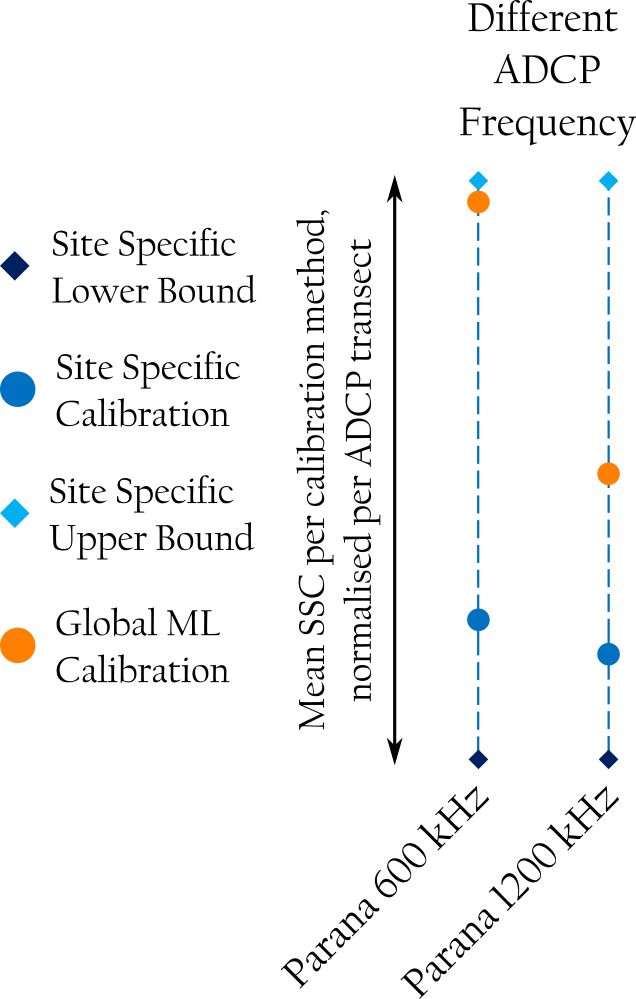 Different
ADCP
Frequency
Site Specific
Lower Bound
Site Specific
Calibration
Site Specific
Upper Bound
Global ML
Calibration
Mean SSC per calibration method,
normalised per ADCP transect
Parana 600 kHz
Parana 1200 kHz